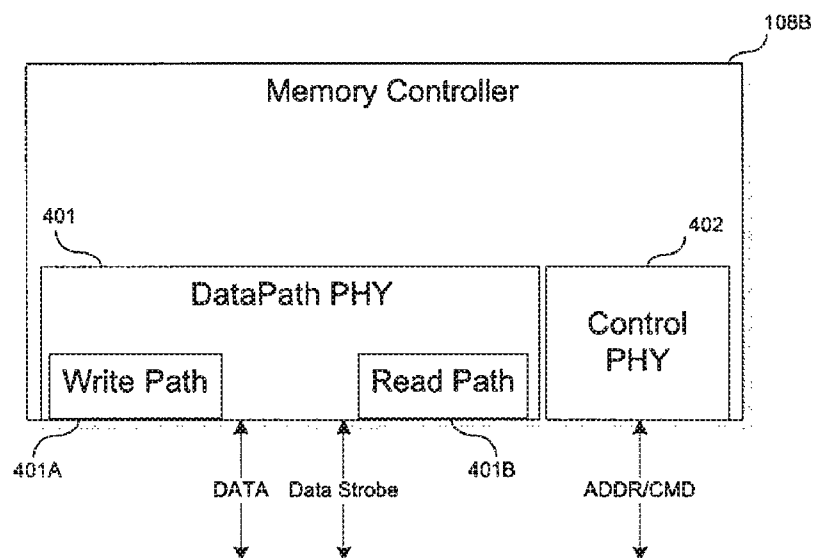 108B
Memory Controller
401
402
DataPath PHY
Control
PHY
Write Path
Read Path
401A
401B
DATA
Data Strobe
ADDR/CMD